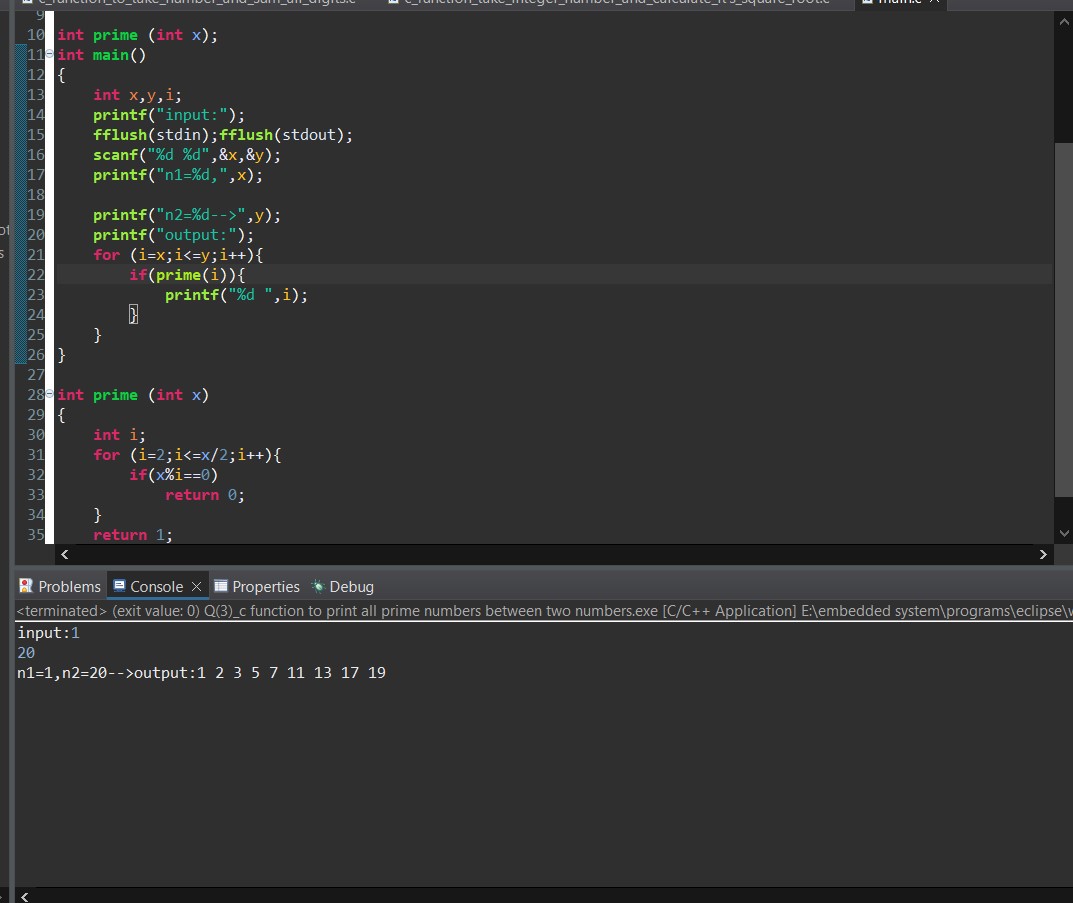 c_function_to_take_number_and_sum_all_digits.c c_function_take_integer_number_and_calculate_it's_square_root.c main.c
9
10 int prime (int x);
11 int main()
12 {
13 int x,y,i;
14 printf("input:");
15 fflush(stdin);fflush(stdout);
16 scanf("%d %d",&x,&y);
17 printf("n1=%d,",x);
18
19 printf("n2=%d-->",y);
20 printf("output:");
21 for (i=x;i<=y;i++){
22 if(prime(i)){
23 printf("%d ",i);
24 }
25 }
26 }
27
28 int prime (int x)
29 {
30 int i;
31 for (i=2;i<=x/2;i++){
32 if(x%i==0)
33 return 0;
34 }
35 return 1;
Problems Console Properties Debug
<terminated> (exit value: 0) Q(3)_c function to print all prime numbers between two numbers.exe [C/C++ Application] E:\embedded system\programs\eclipse\
input:1
20
n1=1,n2=20-->output:1 2 3 5 7 11 13 17 19